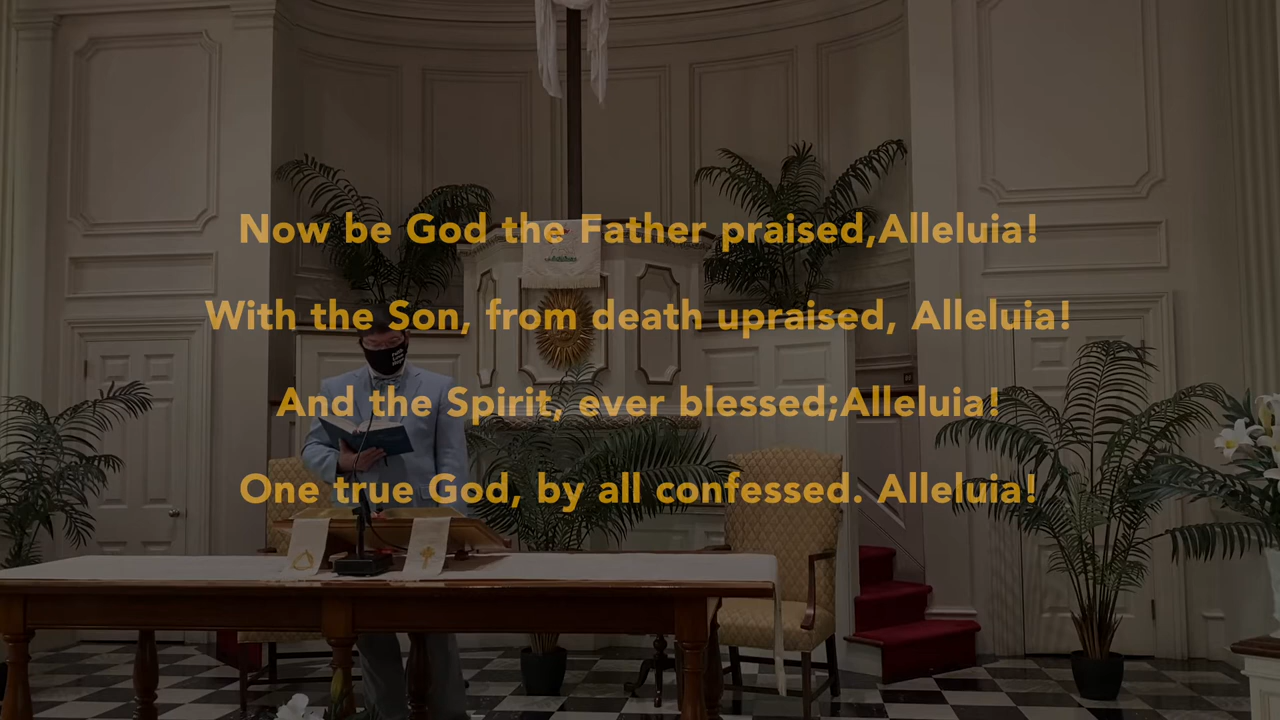 Now be God the Father praised,Alleluia!
With the Son, from death upraised, Alleluia!
And the Spirit, ever blessed;Alleluia!
One true God, by all confessed. Alleluia!